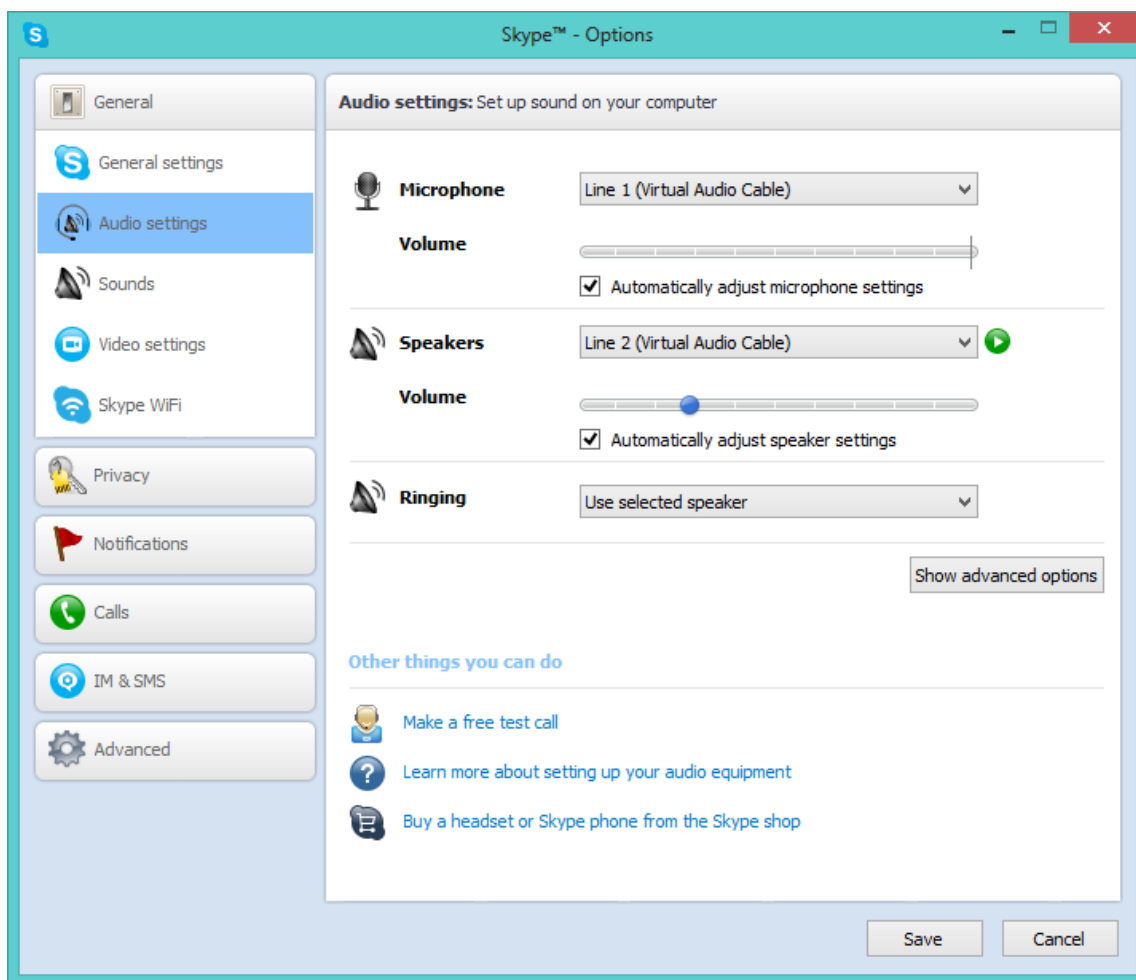 Skype™ - Options
General
General settings
Audio settings
Sounds
Video settings
Skype WiFi
Privacy
Notifications
Calls
IM & SMS
Advanced
Audio settings: Set up sound on your computer
Microphone
Line 1 (Virtual Audio Cable)
Volume
Automatically adjust microphone settings
Speakers
Line 2 (Virtual Audio Cable)
Volume
Automatically adjust speaker settings
Ringing
Use selected speaker
Show advanced options
Other things you can do
Make a free test call
Learn more about setting up your audio equipment
Buy a headset or Skype phone from the Skype shop
Save
Cancel